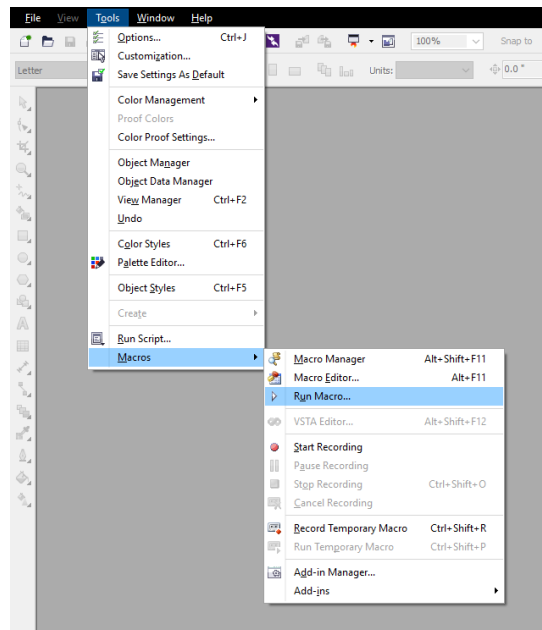 File View Tools Window Help
100% Snap to
Letter Units: 0.0 "
Options... Ctrl+J
Customization...
Save Settings As Default
Color Management
Proof Colors
Color Proof Settings...
Object Manager
Object Data Manager
View Manager Ctrl+F2
Undo
Color Styles Ctrl+F6
Palette Editor...
Object Styles Ctrl+F5
Create
Run Script...
Macros
Macro Manager Alt+Shift+F11
Macro Editor... Alt+F11
Run Macro...
VSTA Editor... Alt+Shift+F12
Start Recording
Pause Recording
Stop Recording Ctrl+Shift+O
Cancel Recording
Record Temporary Macro Ctrl+Shift+R
Run Temporary Macro Ctrl+Shift+P
Add-in Manager...
Add-ins